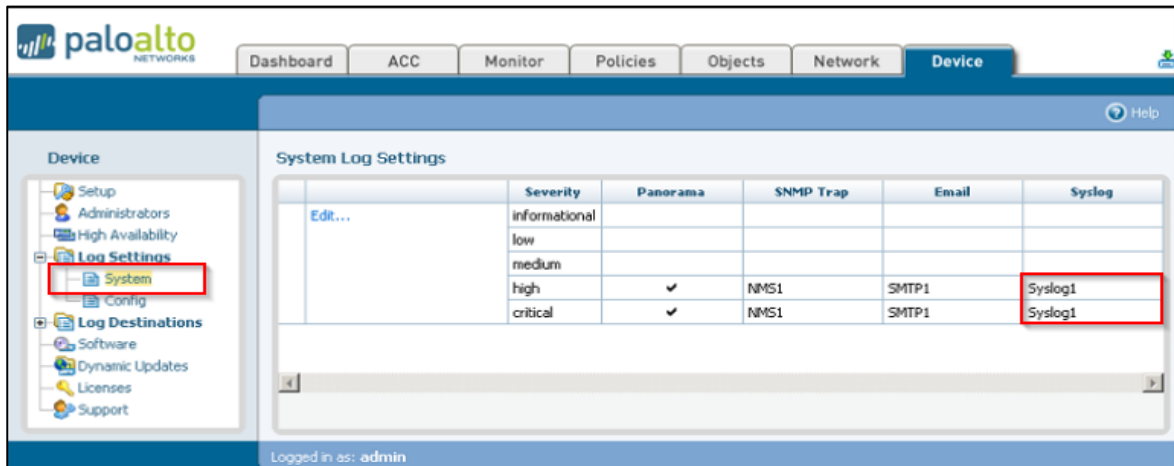 paloalto
NETWORKS
Dashboard ACC Monitor Policies Objects Network Device
Help
Device
Setup
Administrators
High Availability
Log Settings
System
Config
Log Destinations
Software
Dynamic Updates
Licenses
Support
System Log Settings
Severity Panorama SNMP Trap Email Syslog
Edit... informational
low
medium
high ✔ NMS1 SMTP1 Syslog1
critical ✔ NMS1 SMTP1 Syslog1
Logged in as: admin